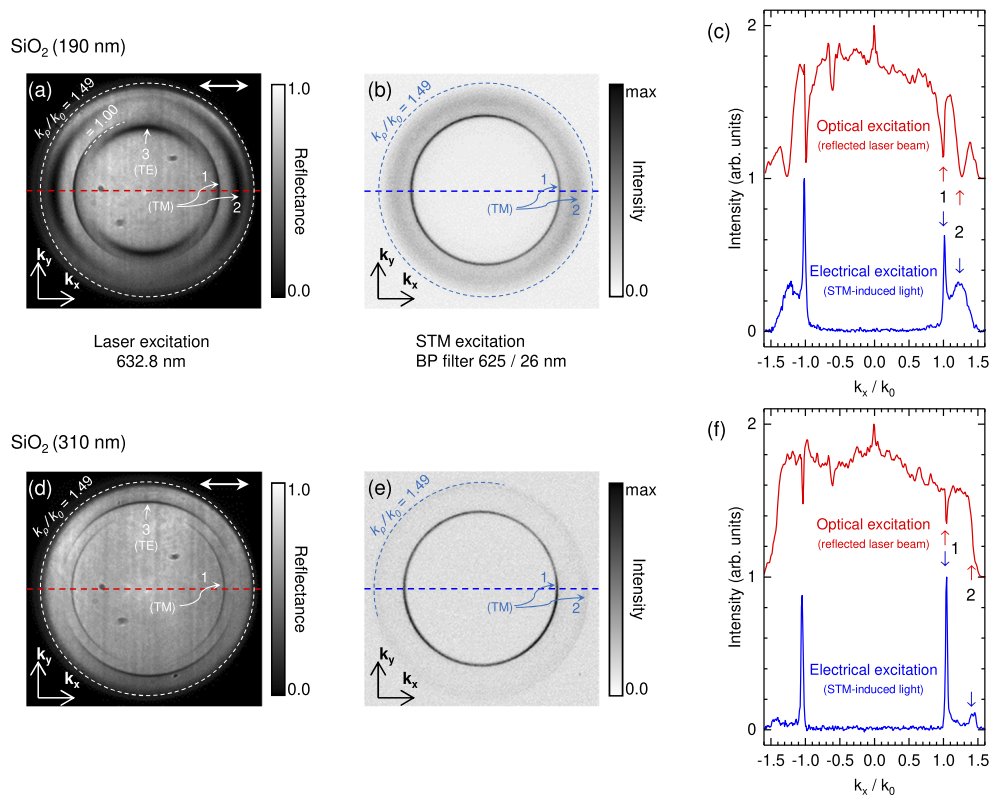 SiO2 (190 nm)
(a)
kρ/k0 = 1.49
= 1.00
3
(TE)
1
(TM)
2
ky
kx
1.0
Reflectance
0.0
Laser excitation
632.8 nm
(b)
kρ/k0 = 1.49
1
(TM)
2
ky
kx
max
Intensity
0.0
STM excitation
BP filter 625 / 26 nm
(c)
2
1
0
Intensity (arb. units)
Optical excitation
(reflected laser beam)
1
2
Electrical excitation
(STM-induced light)
-1.5 -1.0 -0.5 0.0 0.5 1.0 1.5
kx / k0
SiO2 (310 nm)
(d)
kρ/k0 = 1.49
3
(TE)
1
(TM)
ky
kx
1.0
Reflectance
0.0
(e)
kρ/k0 = 1.49
1
(TM)
2
ky
kx
max
Intensity
0.0
(f)
2
1
0
Intensity (arb. units)
Optical excitation
(reflected laser beam)
1
2
Electrical excitation
(STM-induced light)
-1.5 -1.0 -0.5 0.0 0.5 1.0 1.5
kx / k0